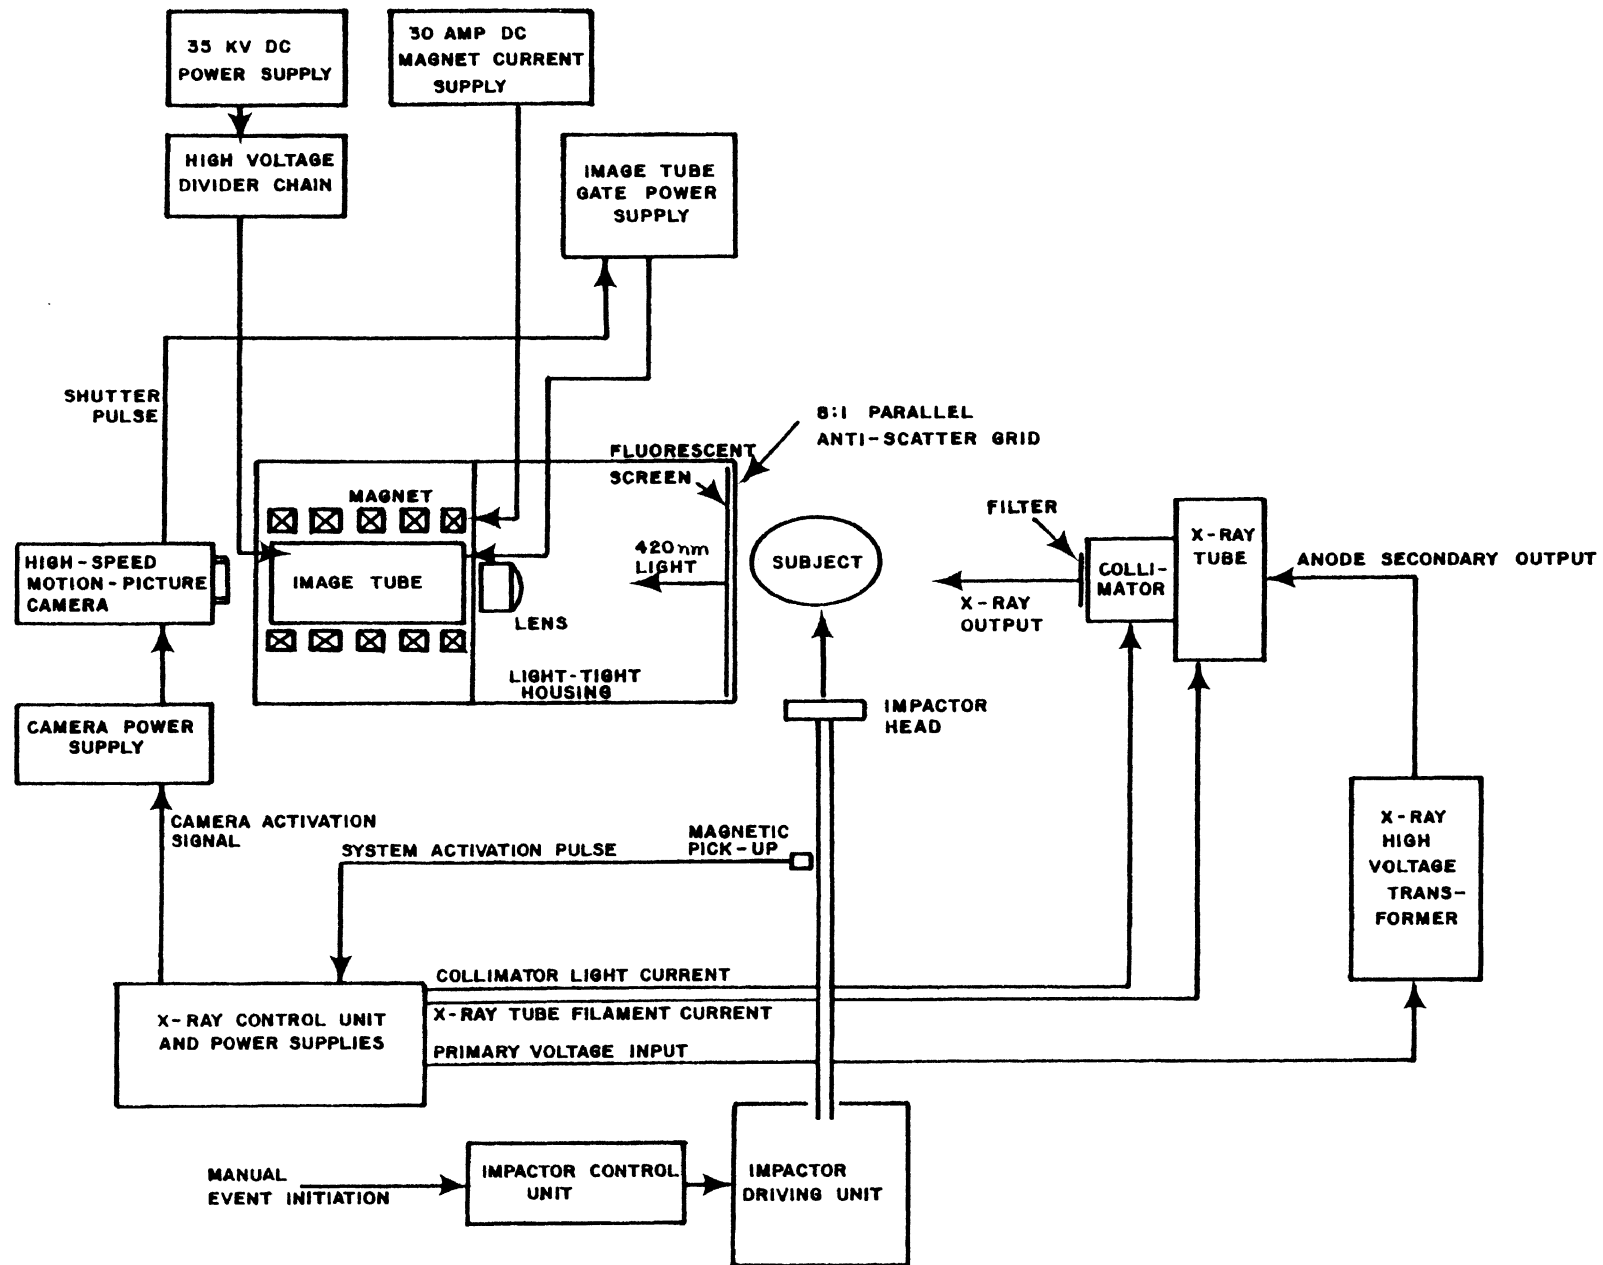 35 KV DC
POWER SUPPLY
30 AMP DC
MAGNET CURRENT
SUPPLY
HIGH VOLTAGE
DIVIDER CHAIN
IMAGE TUBE
GATE POWER
SUPPLY
SHUTTER
PULSE
8:1 PARALLEL
ANTI-SCATTER GRID
FLUORESCENT
SCREEN
MAGNET
FILTER
X-RAY
TUBE
HIGH-SPEED
MOTION-PICTURE
CAMERA
IMAGE TUBE
LENS
420nm
LIGHT
SUBJECT
COLLI-
MATOR
ANODE SECONDARY OUTPUT
X-RAY
OUTPUT
LIGHT-TIGHT
HOUSING
IMPACTOR
HEAD
CAMERA POWER
SUPPLY
CAMERA ACTIVATION
SIGNAL
SYSTEM ACTIVATION PULSE
MAGNETIC
PICK-UP
X-RAY
HIGH
VOLTAGE
TRANS-
FORMER
COLLIMATOR LIGHT CURRENT
X-RAY TUBE FILAMENT CURRENT
PRIMARY VOLTAGE INPUT
X-RAY CONTROL UNIT
AND POWER SUPPLIES
MANUAL
EVENT INITIATION
IMPACTOR CONTROL
UNIT
IMPACTOR
DRIVING UNIT